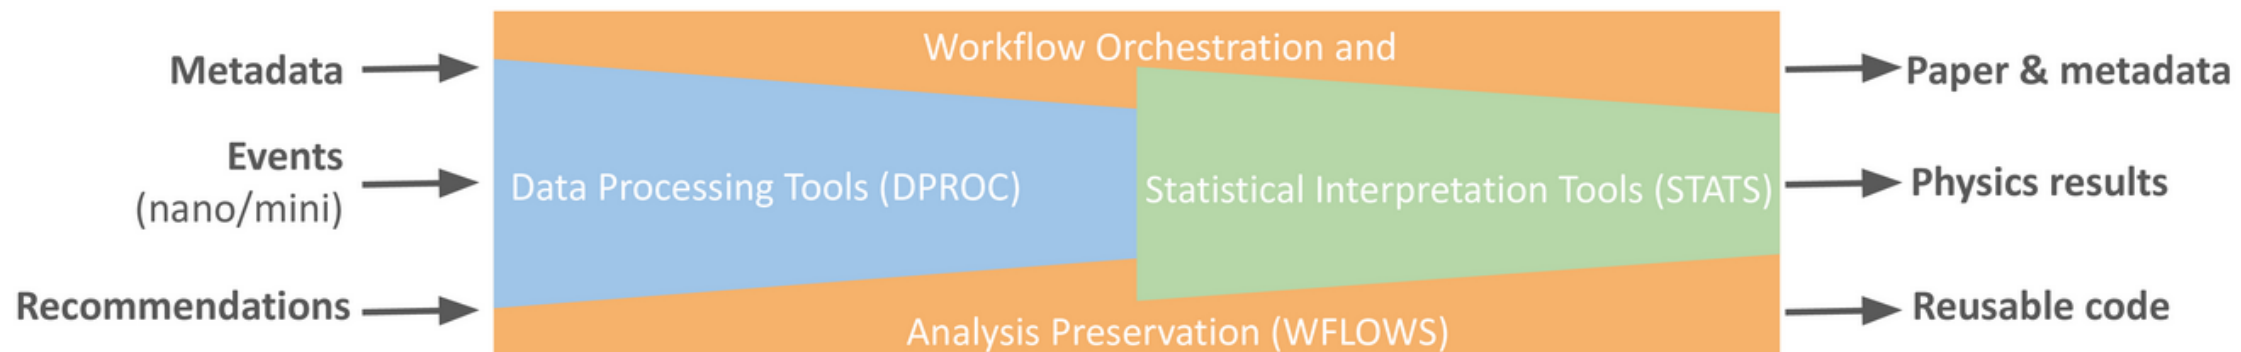 Metadata
Events
(nano/mini)
Recommendations
Workflow Orchestration and
Data Processing Tools (DPROC)
Statistical Interpretation Tools (STATS)
Analysis Preservation (WFLOWS)
Paper & metadata
Physics results
Reusable code